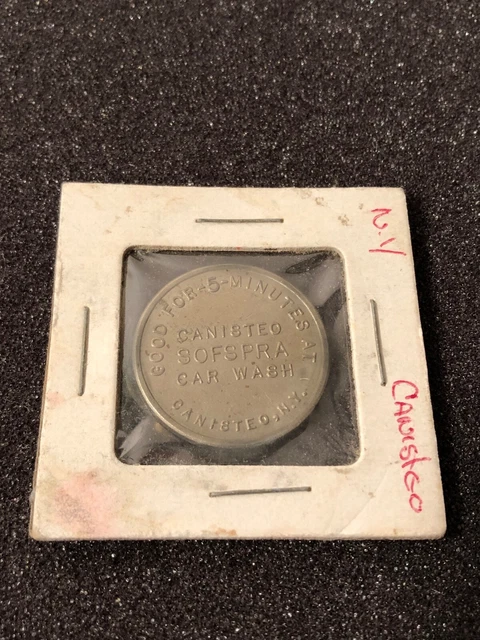 N.Y
GOOD FOR -5- MINUTES AT
CANISTEO
SOFSPRA
CAR WASH
CANISTEO, N.Y.
Canisteo